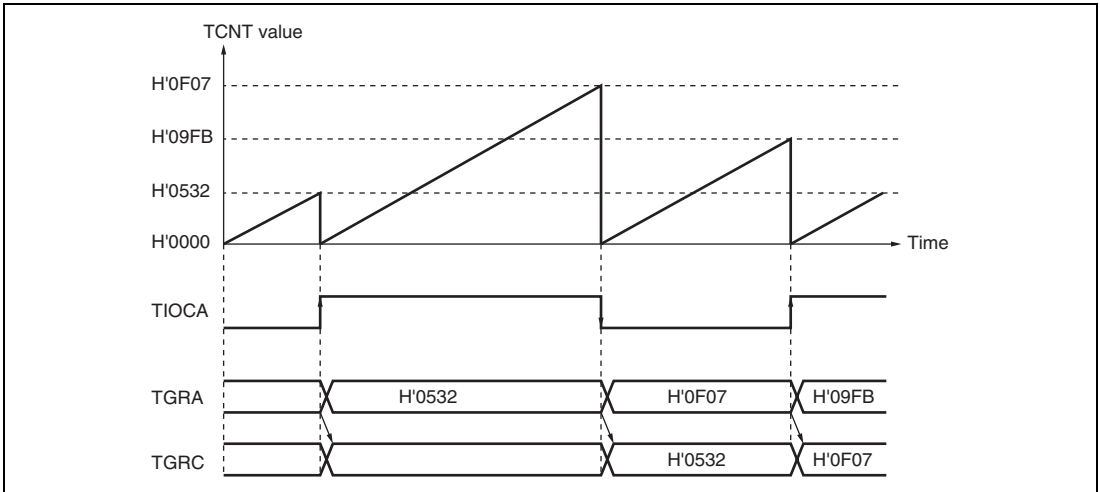 TCNT value
H'0F07
H'09FB
H'0532
H'0000
Time
TIOCA
TGRA
H'0532
H'0F07
H'09FB
TGRC
H'0532
H'0F07